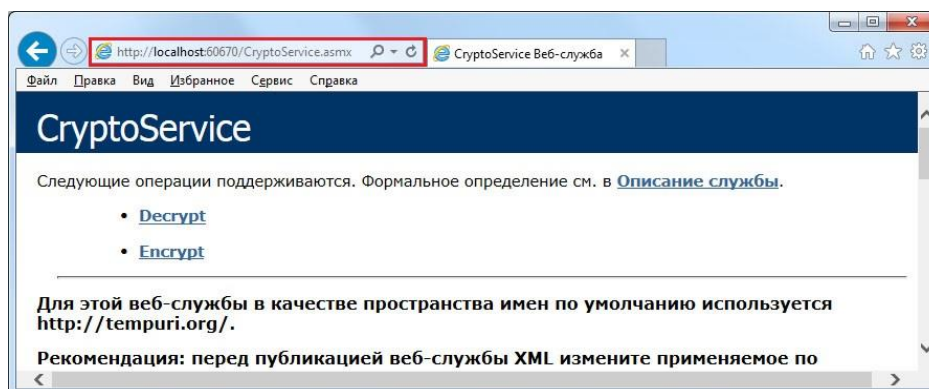 http://localhost:60670/CryptoService.asmx
CryptoService Веб-служба
Файл Правка Вид Избранное Сервис Справка
CryptoService
Следующие операции поддерживаются. Формальное определение см. в Описание службы.
• Decrypt
• Encrypt
Для этой веб-службы в качестве пространства имен по умолчанию используется
http://tempuri.org/.
Рекомендация: перед публикацией веб-службы XML измените применяемое по